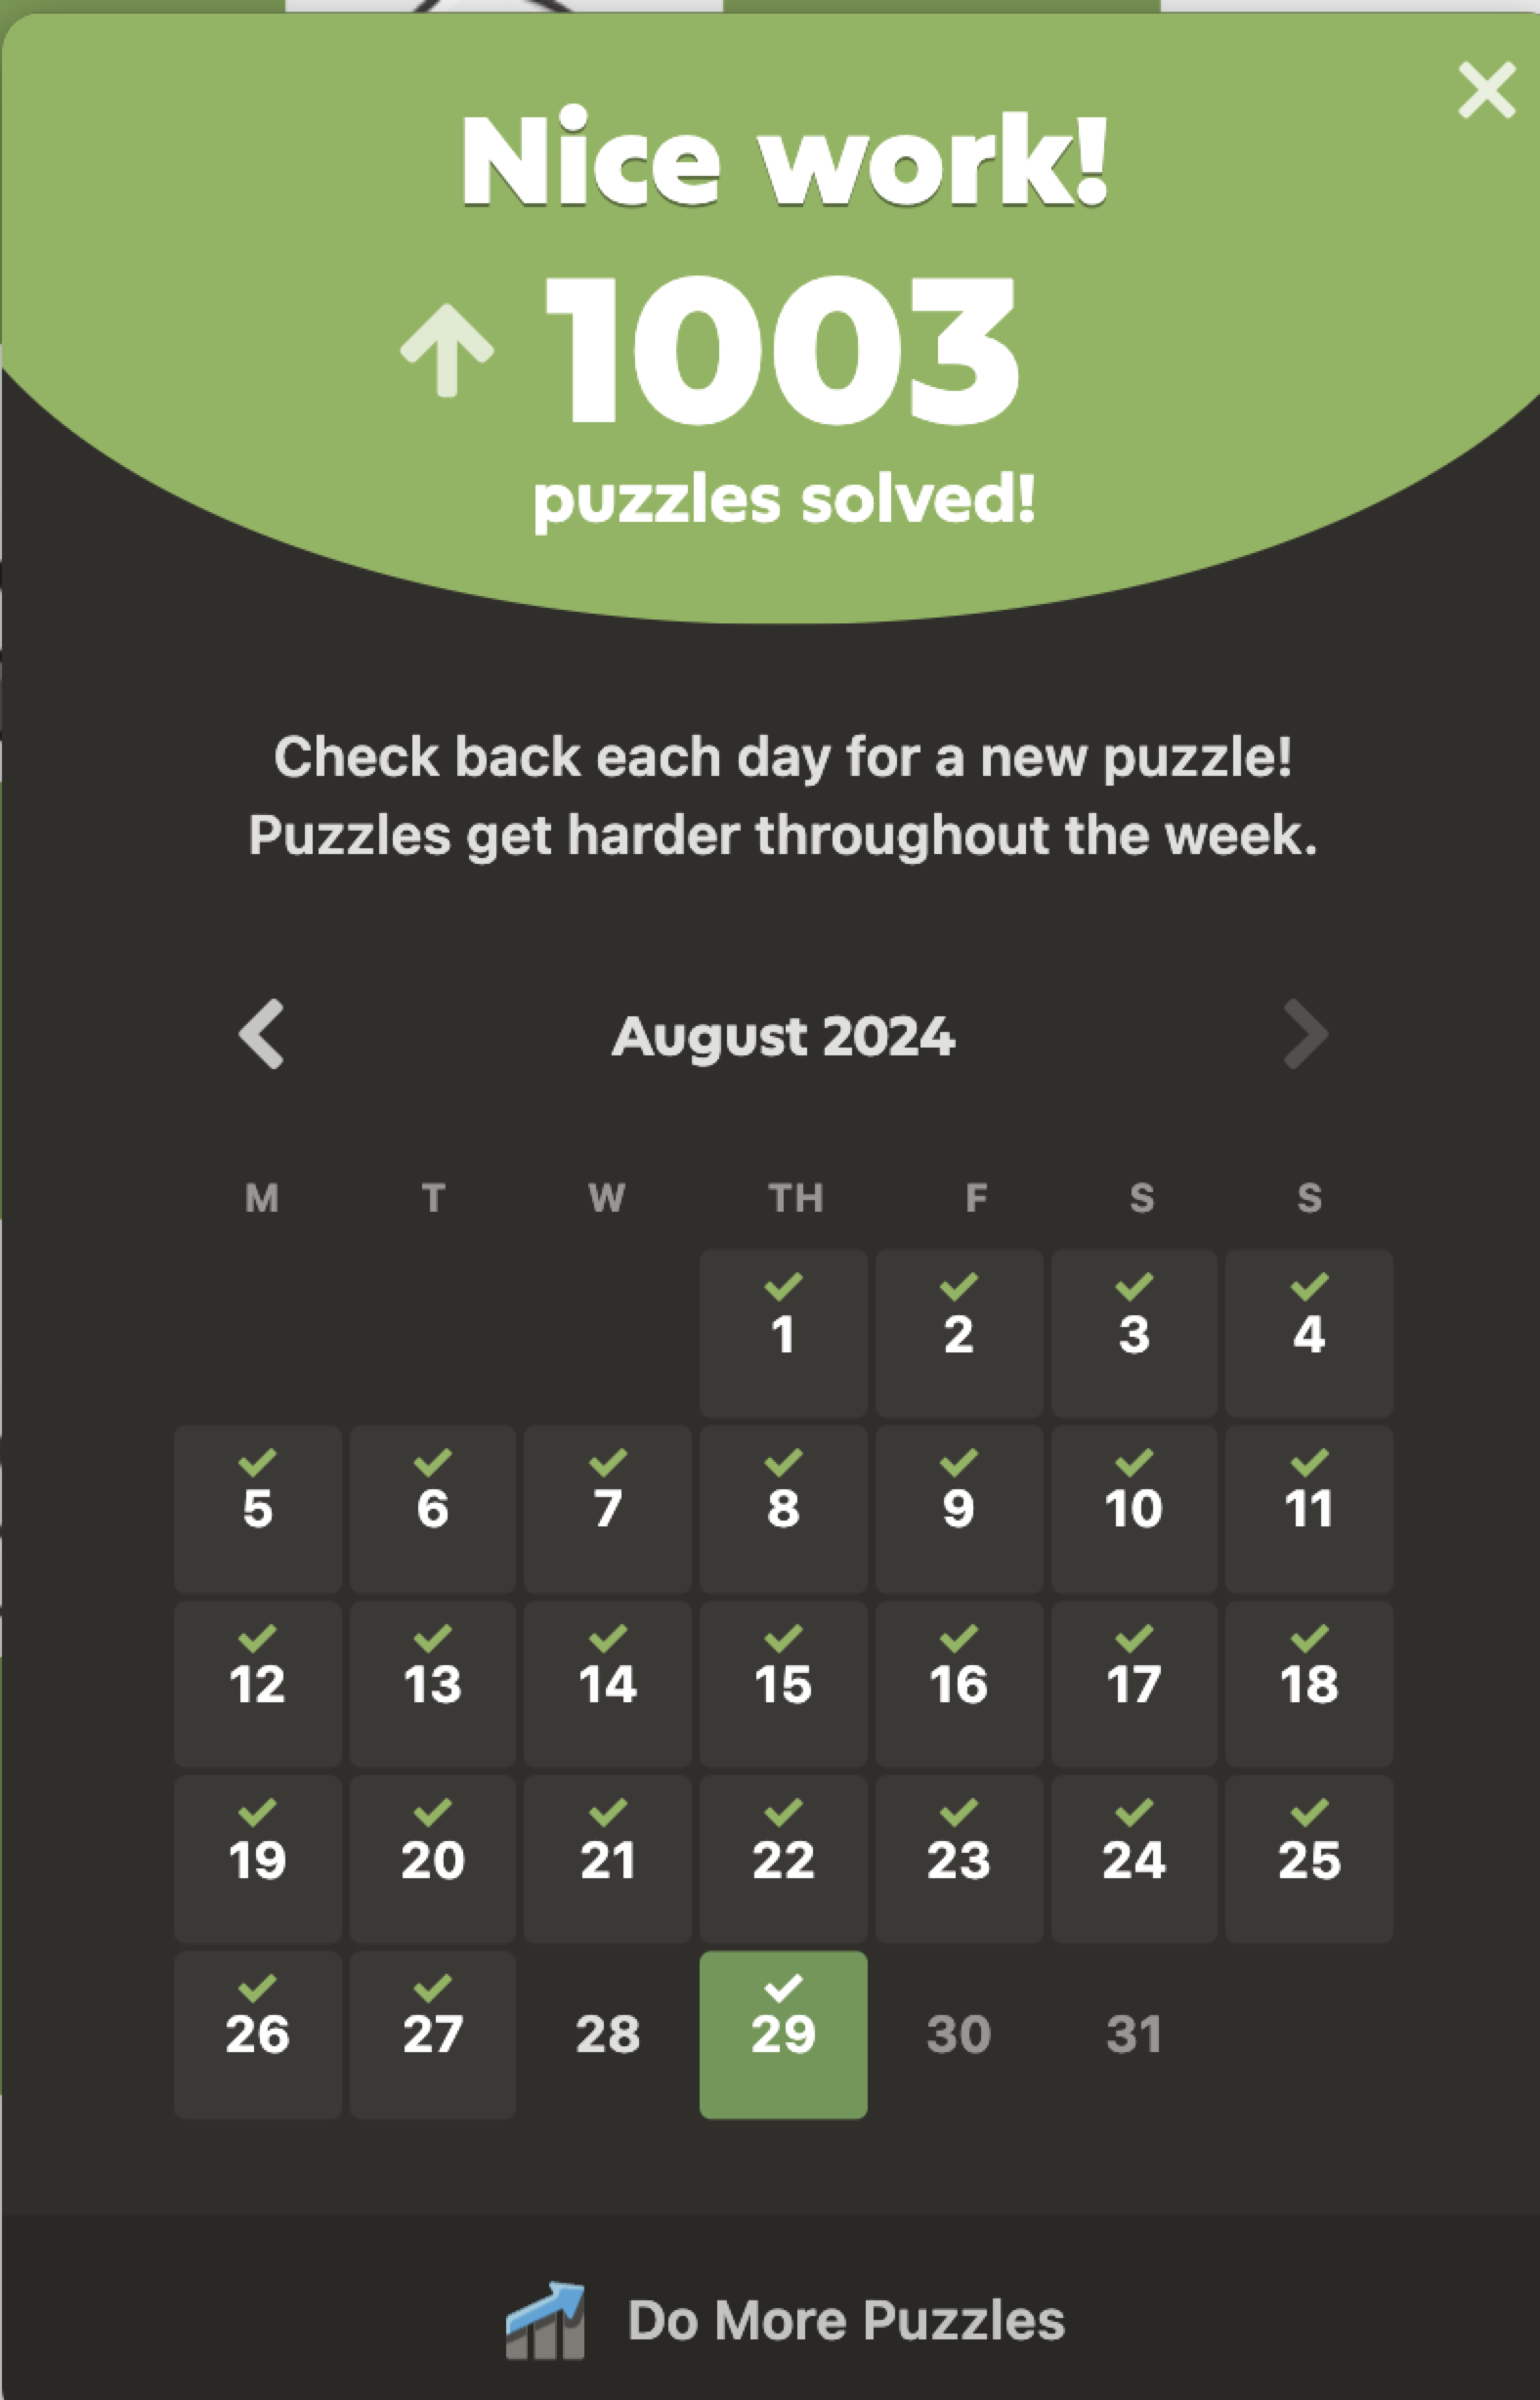 Nice work!
1003
puzzles solved!
Check back each day for a new puzzle!
Puzzles get harder throughout the week.
August 2024
M T W TH F S S
1 2 3 4
5 6 7 8 9 10 11
12 13 14 15 16 17 18
19 20 21 22 23 24 25
26 27 28 29 30 31
Do More Puzzles